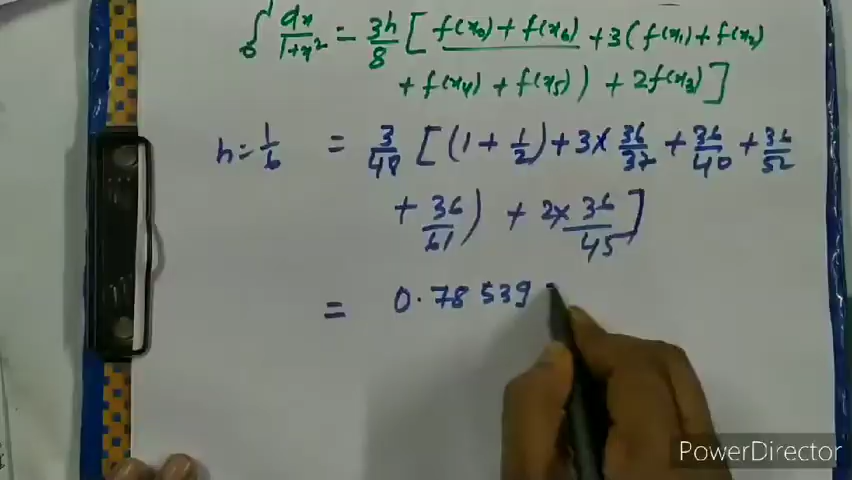 ∫₀¹ dx/1+x² = 3h/8 [ f(x₀) + f(x₆) + 3( f(x₁) + f(x₂)
+ f(x₄) + f(x₅) ) + 2f(x₃) ]
h = 1/6 = 3/48 [ (1 + 1/2) + 3 × 36/37 + 36/40 + 36/52
+ 36/61 ) + 2 × 36/45 ]
= 0.78539
PowerDirector